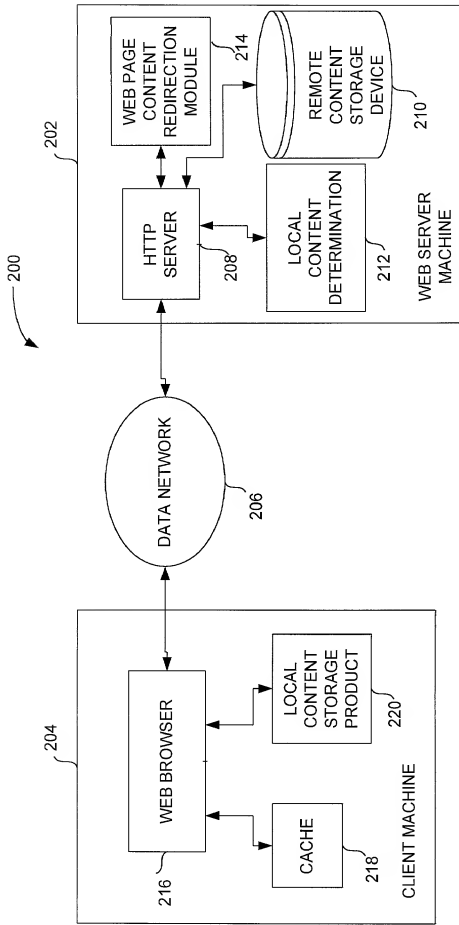 200
204
WEB BROWSER
216
CACHE
218
LOCAL
CONTENT
STORAGE
PRODUCT
220
CLIENT MACHINE
DATA NETWORK
206
202
HTTP
SERVER
208
WEB PAGE
CONTENT
REDIRECTION
MODULE
214
LOCAL
CONTENT
DETERMINATION
212
REMOTE
CONTENT
STORAGE
DEVICE
210
WEB SERVER
MACHINE